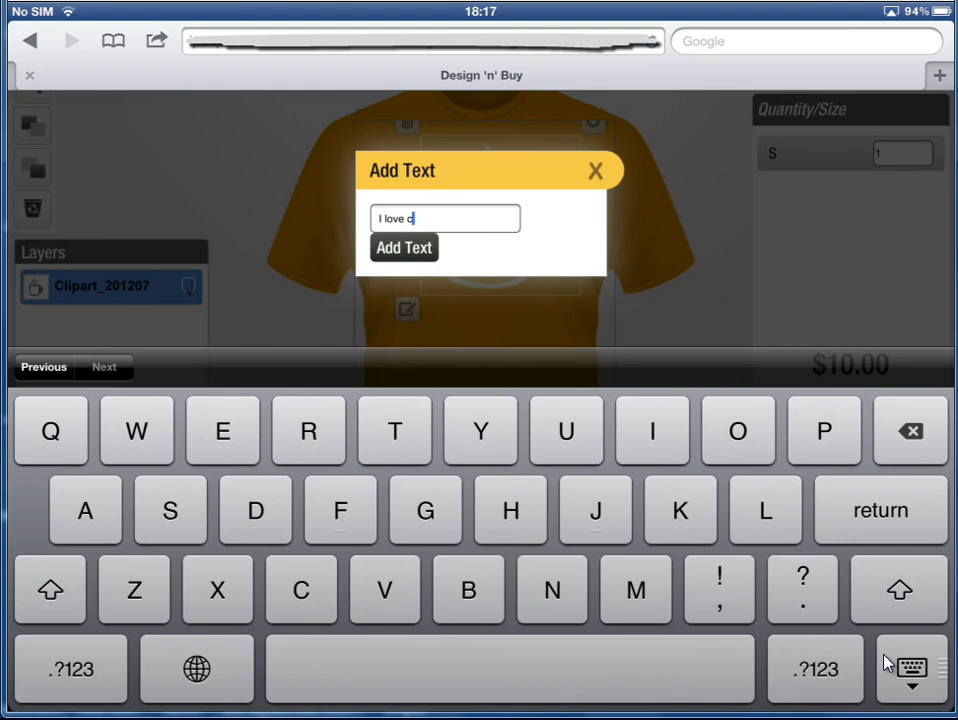 No SIM 18:17 94%
Google
Design 'n' Buy
Quantity/Size
S 1
Add Text X
I love c
Add Text
Layers
Clipart_201207
$10.00
Previous Next
Q W E R T Y U I O P
A S D F G H J K L return
Z X C V B N M ! , ? .
.?123 .?123